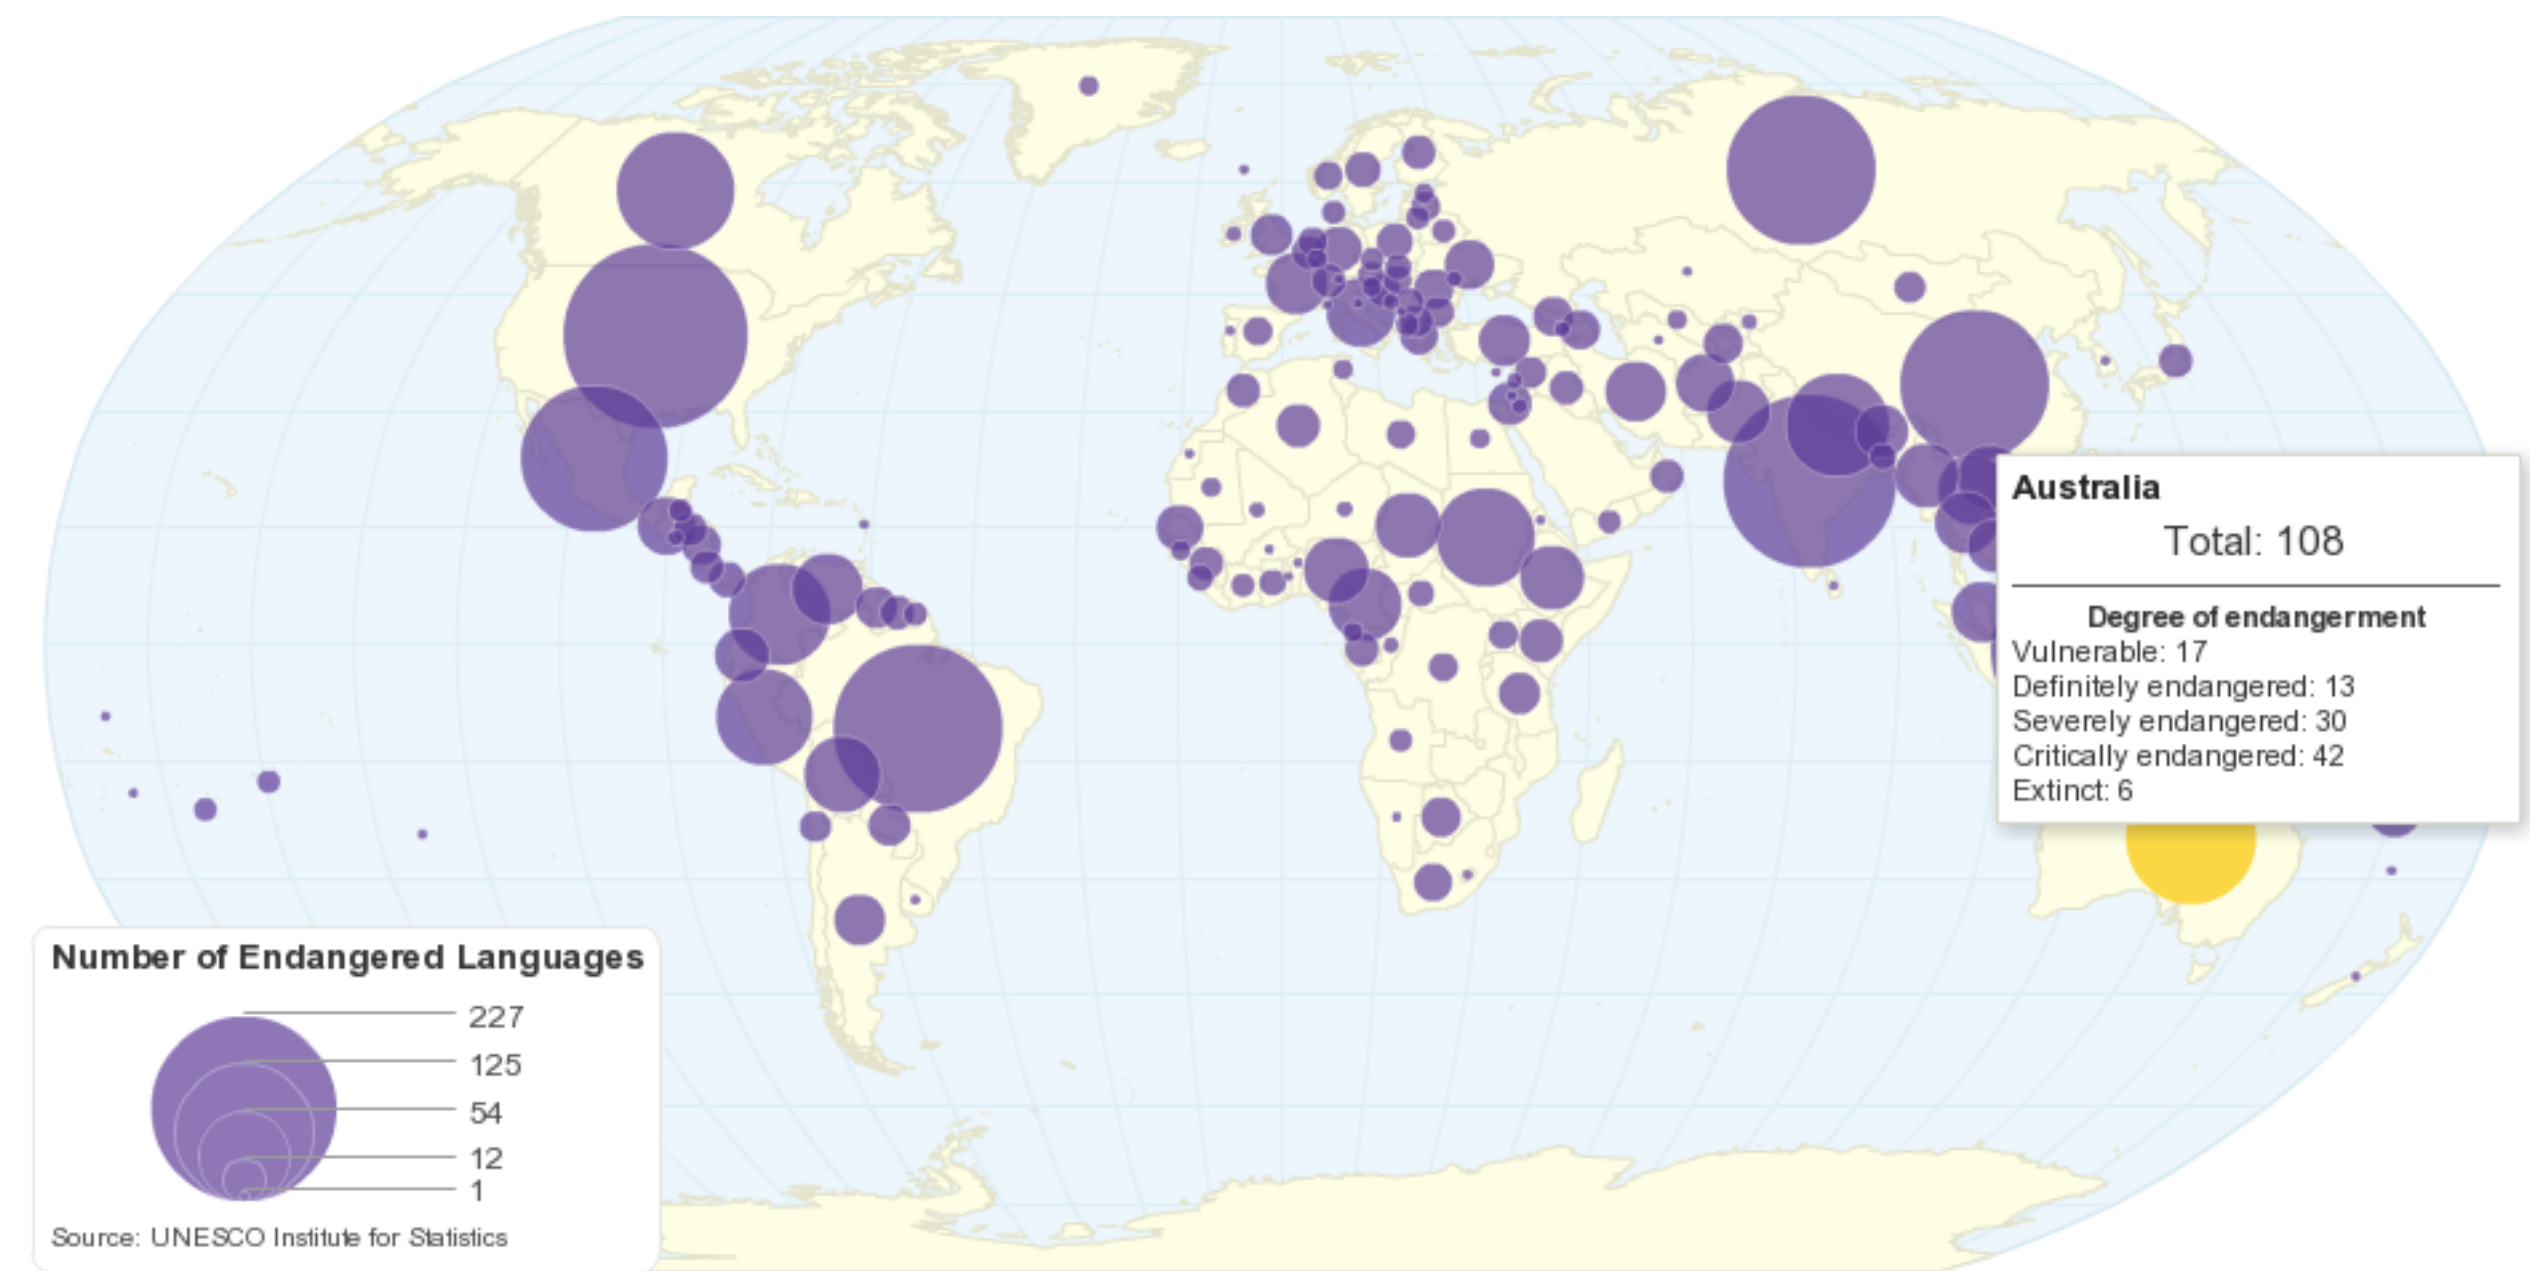 Australia
Total: 108
Degree of endangerment
Vulnerable: 17
Definitely endangered: 13
Severely endangered: 30
Critically endangered: 42
Extinct: 6
Number of Endangered Languages
227
125
54
12
1
Source: UNESCO Institute for Statistics